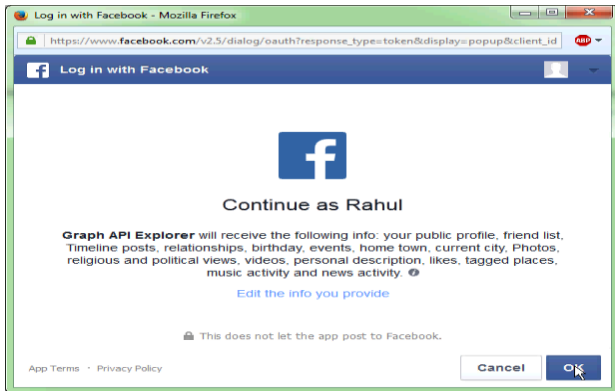 Log in with Facebook - Mozilla Firefox
https://www.facebook.com/v2.5/dialog/oauth?response_type=token&display=popup&client_id
ABP
f Log in with Facebook
f
Continue as Rahul
Graph API Explorer will receive the following info: your public profile, friend list,
Timeline posts, relationships, birthday, events, home town, current city, Photos,
religious and political views, videos, personal description, likes, tagged places,
music activity and news activity.
Edit the info you provide
This does not let the app post to Facebook.
App Terms · Privacy Policy
Cancel
OK